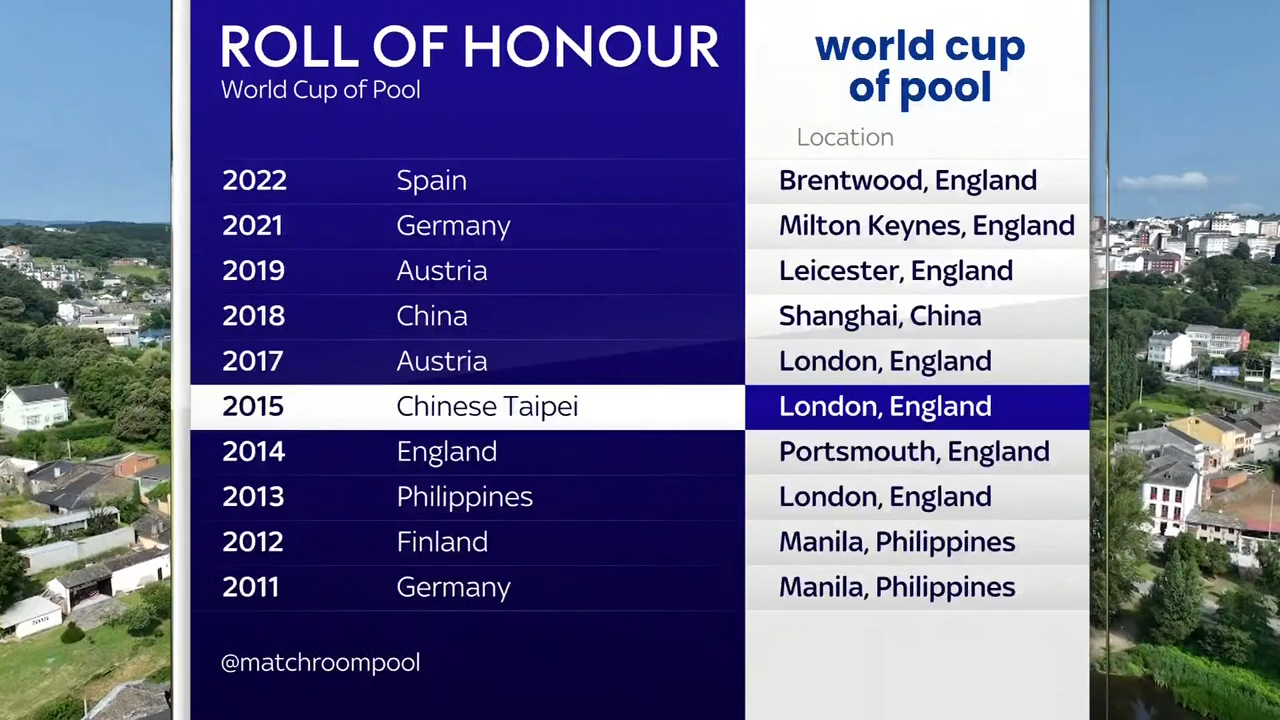 ROLL OF HONOUR
World Cup of Pool
world cup
of pool
Location
2022 Spain Brentwood, England
2021 Germany Milton Keynes, England
2019 Austria Leicester, England
2018 China Shanghai, China
2017 Austria London, England
2015 Chinese Taipei London, England
2014 England Portsmouth, England
2013 Philippines London, England
2012 Finland Manila, Philippines
2011 Germany Manila, Philippines
@matchroompool